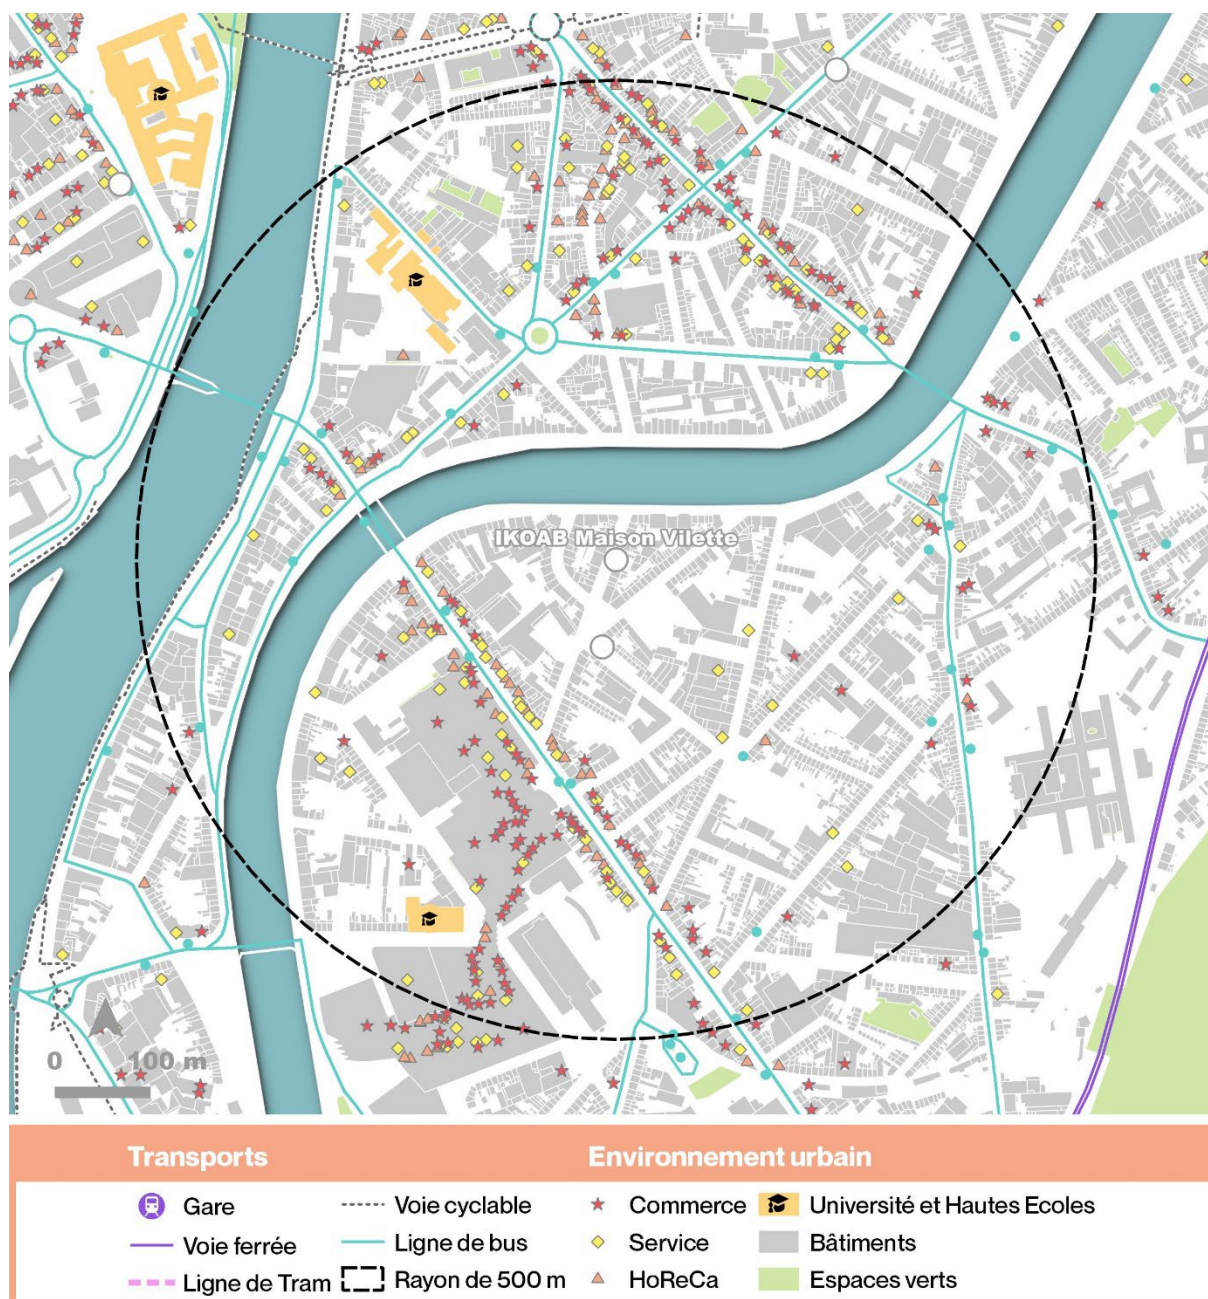 IKOAB Maison Vilette
0 100 m
Transports
Environnement urbain
Gare
Voie cyclable
Commerce
Université et Hautes Ecoles
Voie ferrée
Ligne de bus
Service
Bâtiments
Ligne de Tram
Rayon de 500 m
HoReCa
Espaces verts